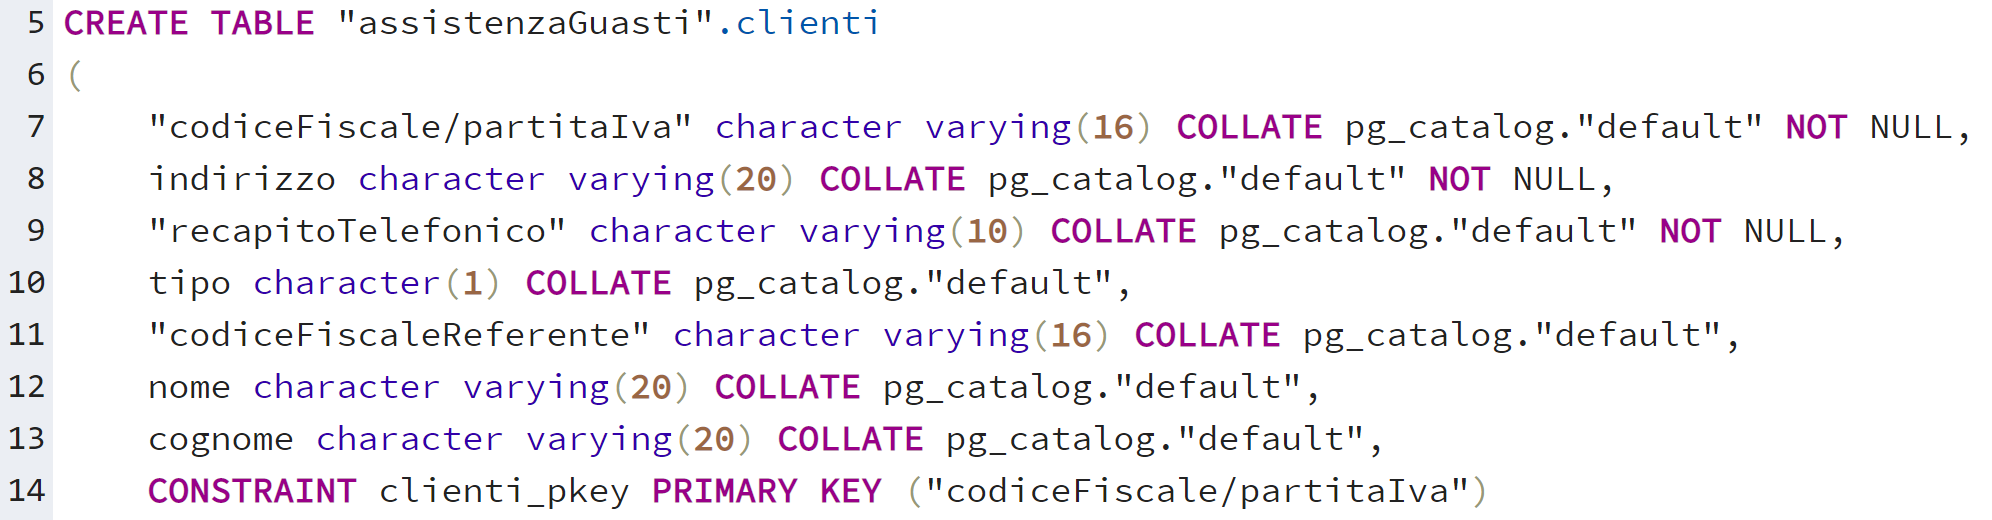 5 CREATE TABLE "assistenzaGuasti".clienti
6 (
7     "codiceFiscale/partitaIva" character varying(16) COLLATE pg_catalog."default" NOT NULL,
8     indirizzo character varying(20) COLLATE pg_catalog."default" NOT NULL,
9     "recapitoTelefonico" character varying(10) COLLATE pg_catalog."default" NOT NULL,
10     tipo character(1) COLLATE pg_catalog."default",
11     "codiceFiscaleReferente" character varying(16) COLLATE pg_catalog."default",
12     nome character varying(20) COLLATE pg_catalog."default",
13     cognome character varying(20) COLLATE pg_catalog."default",
14     CONSTRAINT clienti_pkey PRIMARY KEY ("codiceFiscale/partitaIva")